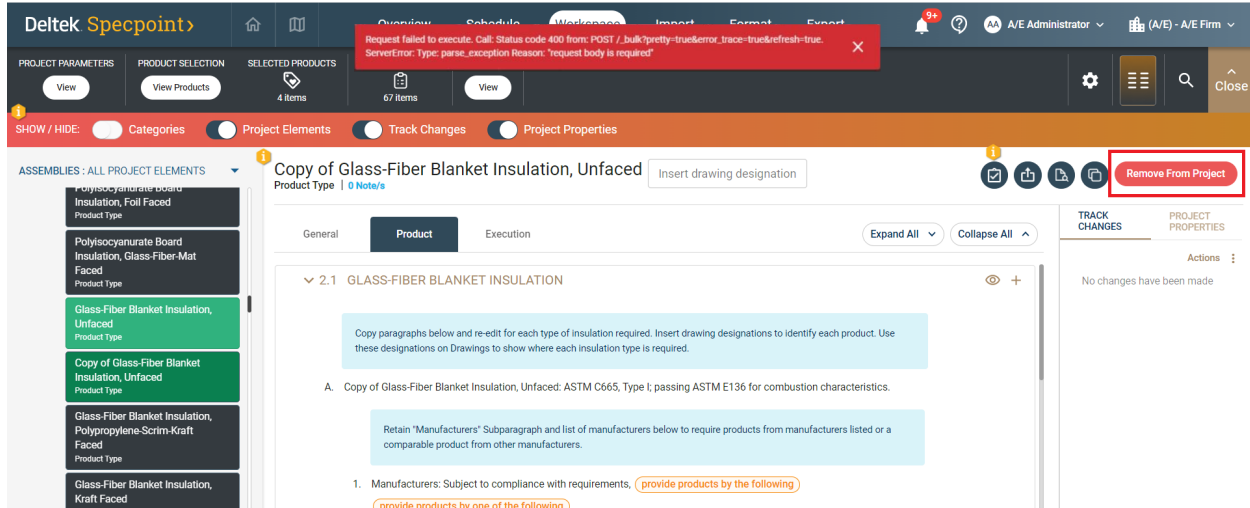 Deltek Specpoint
Overview Schedule Workspace Import Format Export
9+
AA A/E Administrator
(A/E) - A/E Firm
Request failed to execute. Call: Status code 400 from: POST /_bulk?pretty=true&error_trace=true&refresh=true.
ServerError: Type: parse_exception Reason: "request body is required"
PROJECT PARAMETERS
View
PRODUCT SELECTION
View Products
SELECTED PRODUCTS
4 items
67 items
View
Close
SHOW / HIDE: Categories Project Elements Track Changes Project Properties
ASSEMBLIES : ALL PROJECT ELEMENTS
Polyisocyanurate Board
Insulation, Foil Faced
Product Type
Polyisocyanurate Board
Insulation, Glass-Fiber-Mat
Faced
Product Type
Glass-Fiber Blanket Insulation,
Unfaced
Product Type
Copy of Glass-Fiber Blanket
Insulation, Unfaced
Product Type
Glass-Fiber Blanket Insulation,
Polypropylene-Scrim-Kraft
Faced
Product Type
Glass-Fiber Blanket Insulation,
Kraft Faced
Copy of Glass-Fiber Blanket Insulation, Unfaced
Insert drawing designation
Product Type | 0 Note/s
Remove From Project
General Product Execution
Expand All Collapse All
2.1 GLASS-FIBER BLANKET INSULATION
Copy paragraphs below and re-edit for each type of insulation required. Insert drawing designations to identify each product. Use
these designations on Drawings to show where each insulation type is required.
A. Copy of Glass-Fiber Blanket Insulation, Unfaced: ASTM C665, Type I; passing ASTM E136 for combustion characteristics.
Retain "Manufacturers" Subparagraph and list of manufacturers below to require products from manufacturers listed or a
comparable product from other manufacturers.
1. Manufacturers: Subject to compliance with requirements, provide products by the following
provide products by one of the following
TRACK
CHANGES
PROJECT
PROPERTIES
Actions
No changes have been made